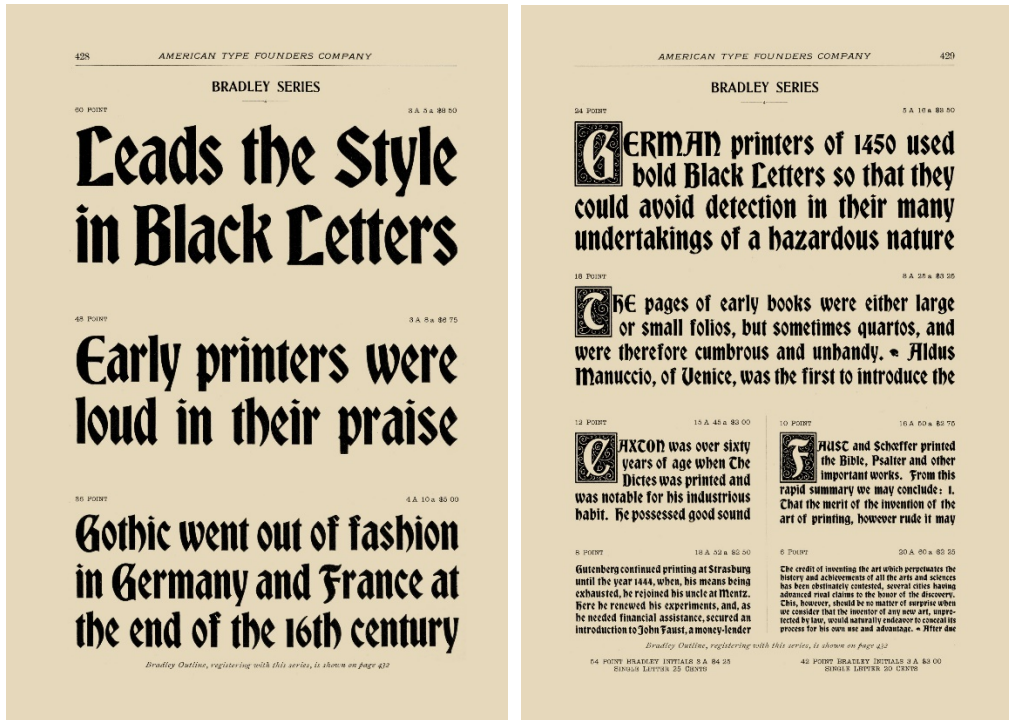 428 AMERICAN TYPE FOUNDERS COMPANY
BRADLEY SERIES
60 POINT 3 A 5 a $8 50
Leads the Style
in Black Letters
48 POINT 3 A 8 a $6 75
Early printers were
loud in their praise
4 A 10 a $5 00
Gothic went out of fashion
in Germany and France at
the end of the 16th century
Bradley Outline, registering with this series, is shown on page 432
AMERICAN TYPE FOUNDERS COMPANY 429
BRADLEY SERIES
24 POINT 5 A 16 a $3 50
GERMAN printers of 1450 used
bold Black Letters so that they
could avoid detection in their many
undertakings of a hazardous nature
18 POINT 8 A 25 a $3 25
THE pages of early books were either large
or small folios, but sometimes quartos, and
were therefore cumbrous and unhandy. Aldus
Manuccio, of Venice, was the first to introduce the
12 POINT 15 A 45 a $3 00
CAXTON was over sixty
years of age when The
Dictes was printed and
was notable for his industrious
habit. He possessed good sound
10 POINT 16 A 50 a $2 75
FAUST and Schœffer printed
the Bible, Psalter and other
important works. From this
rapid summary we may conclude: 1.
That the merit of the invention of the
art of printing, however rude it may
8 POINT 18 A 52 a $2 50
Gutenberg continued printing at Strasburg
until the year 1444, when, his means being
exhausted, he rejoined his uncle at Mentz.
Here he renewed his experiments, and, as
he needed financial assistance, secured an
introduction to John Faust, a money-lender
6 POINT 20 A 60 a $2 25
The credit of inventing the art which perpetuates the
history and achievements of all the arts and sciences
has been obstinately contested, several cities having
advanced rival claims to the honor of the discovery.
This, however, should be no matter of surprise when
we consider that the inventor of any new art, unpro-
tected by law, would naturally endeavor to conceal its
process for his own use and advantage. After due
Bradley Outline, registering with this series, is shown on page 432
54 POINT BRADLEY INITIALS 3 A $4 25
SINGLE LETTER 25 CENTS
42 POINT BRADLEY INITIALS 3 A $3 00
SINGLE LETTER 20 CENTS